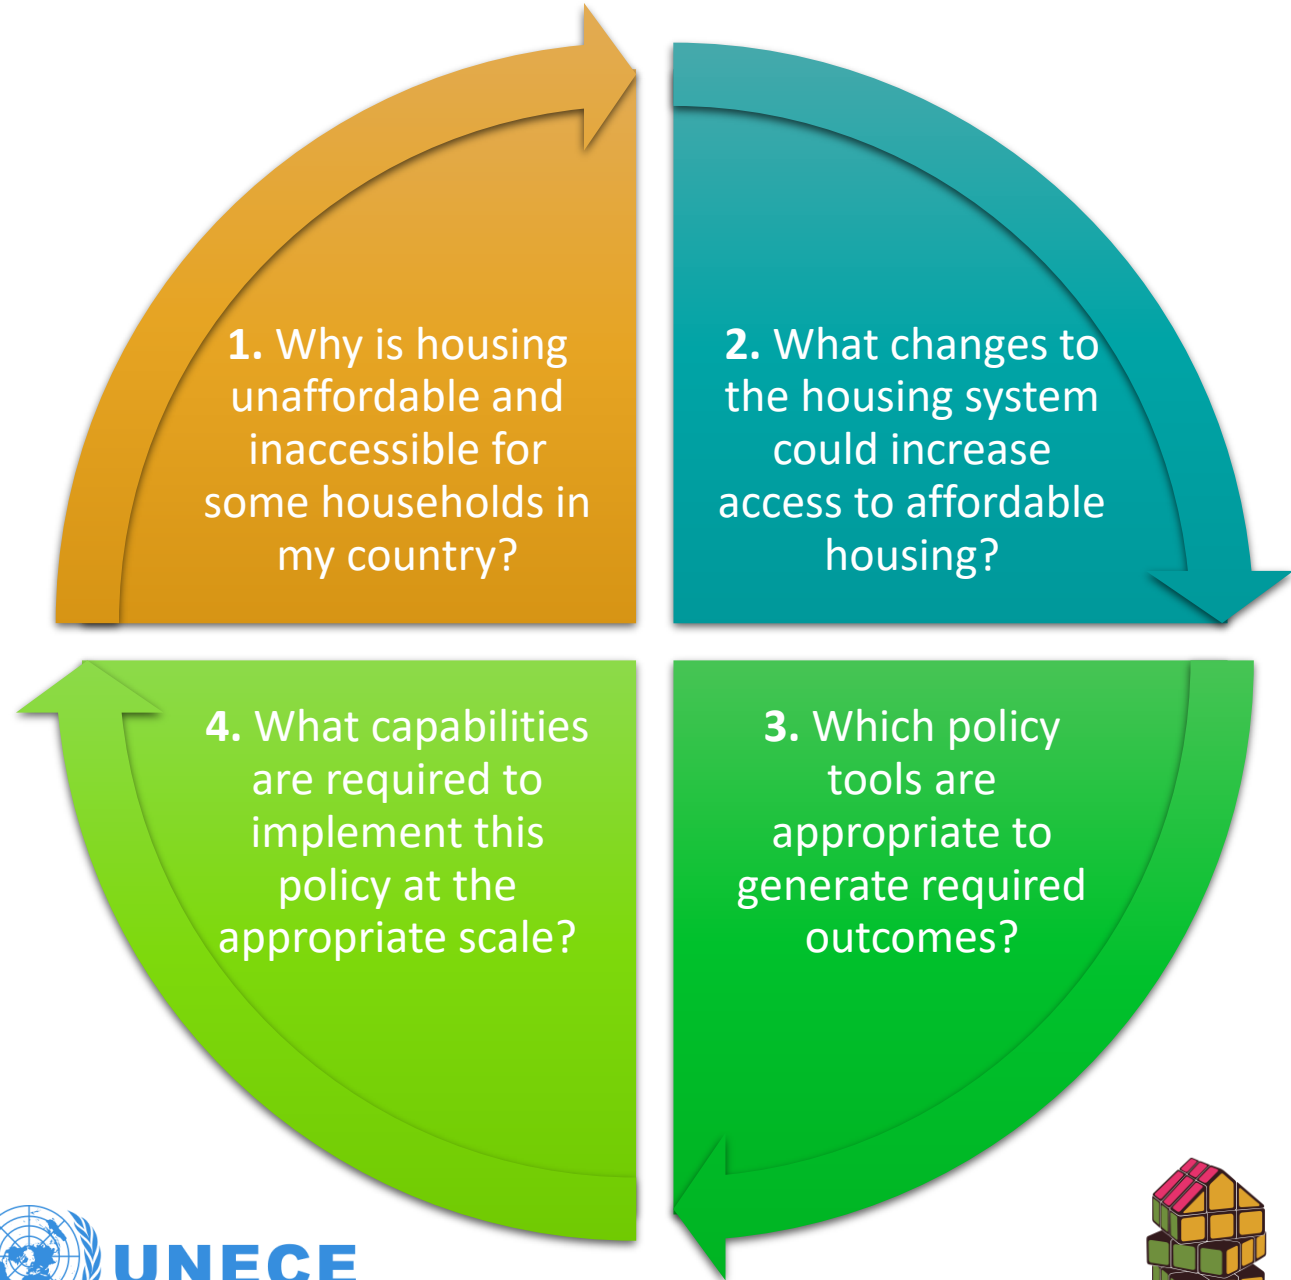 1. Why is housing
unaffordable and
inaccessible for
some households in
my country?
2. What changes to
the housing system
could increase
access to affordable
housing?
4. What capabilities
are required to
implement this
policy at the
appropriate scale?
3. Which policy
tools are
appropriate to
generate required
outcomes?
UNECE